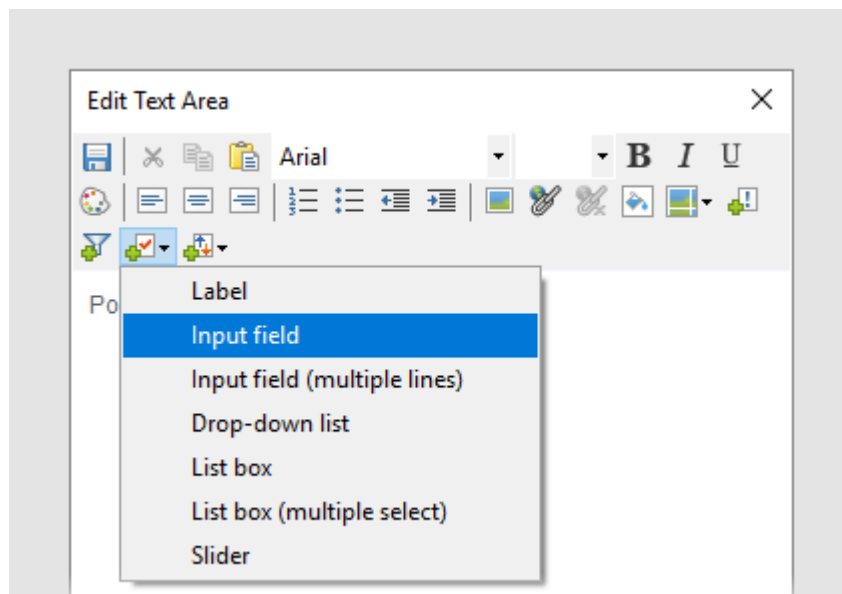 Edit Text Area
Arial
B I U
Po
Label
Input field
Input field (multiple lines)
Drop-down list
List box
List box (multiple select)
Slider